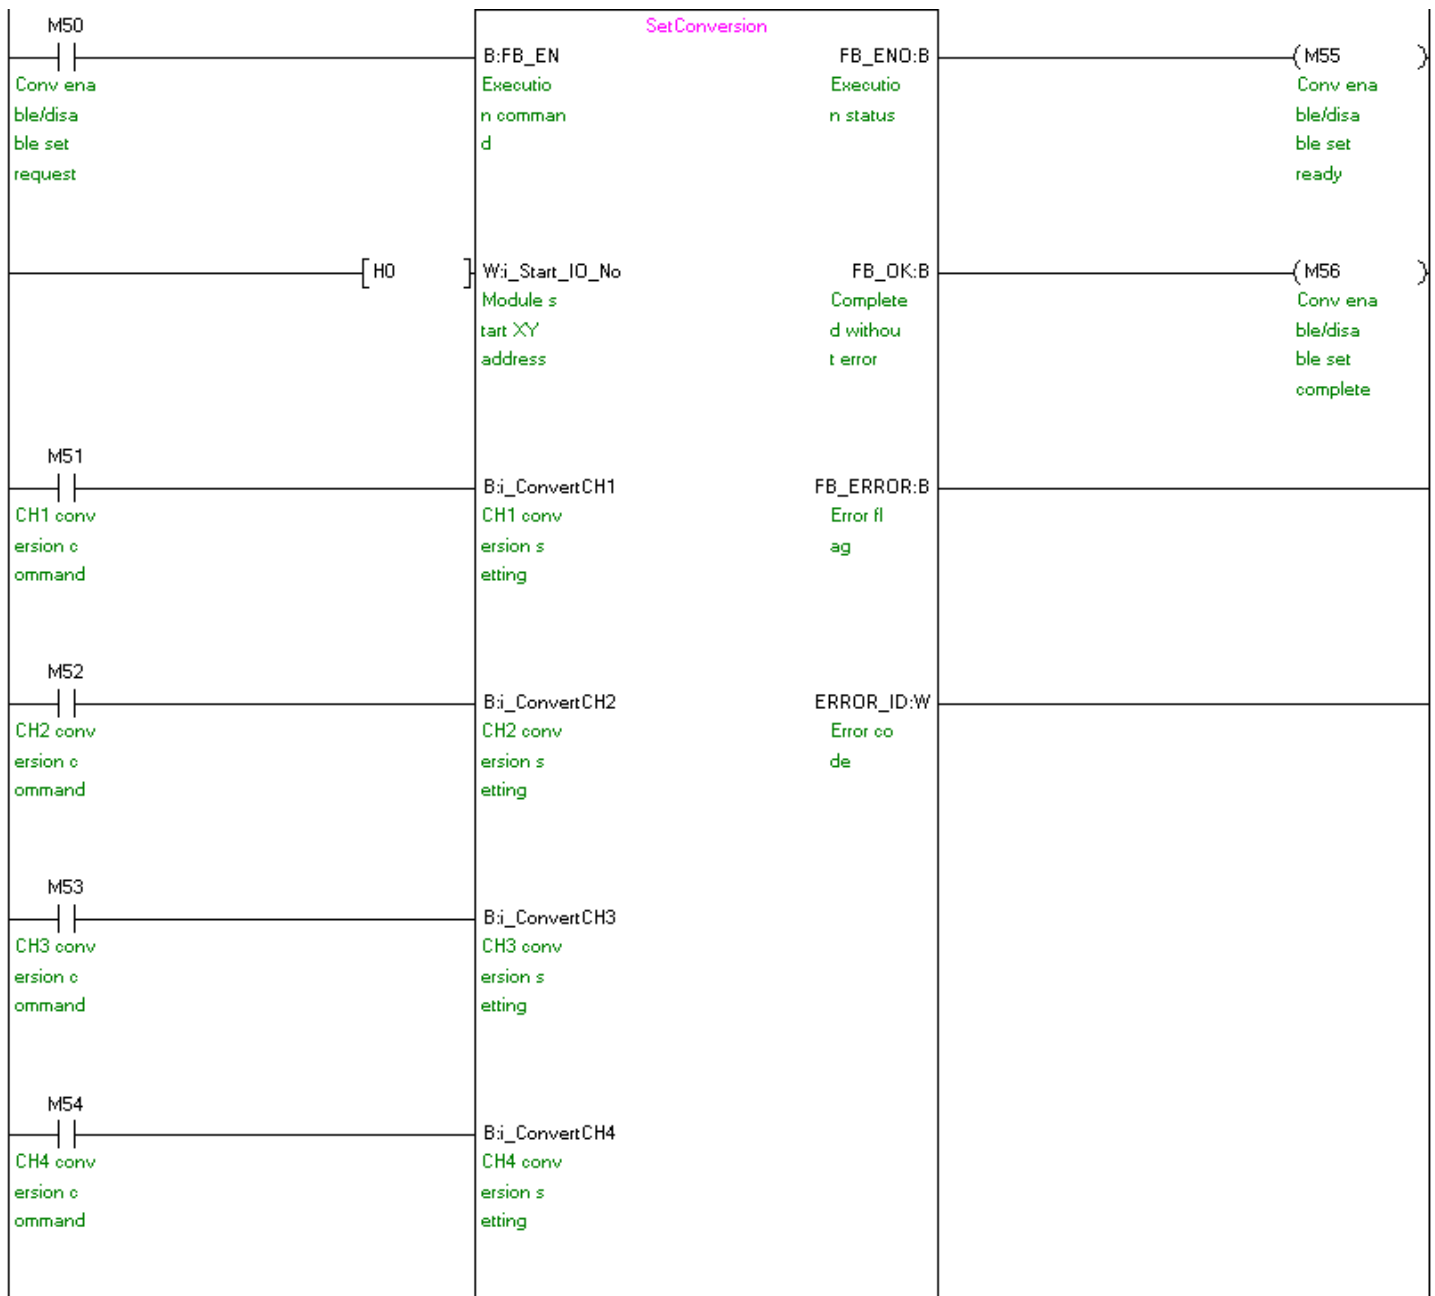 M50
SetConversion
B:FB_EN
FB_ENO:B
M55
Conv ena
ble/disa
ble set
request
Executio
n comman
d
Executio
n status
Conv ena
ble/disa
ble set
ready
H0
W:i_Start_IO_No
FB_OK:B
M56
Module s
tart XY
address
Complete
d withou
t error
Conv ena
ble/disa
ble set
complete
M51
B:i_ConvertCH1
FB_ERROR:B
CH1 conv
ersion c
ommand
CH1 conv
ersion s
etting
Error fl
ag
M52
B:i_ConvertCH2
ERROR_ID:W
CH2 conv
ersion c
ommand
CH2 conv
ersion s
etting
Error co
de
M53
B:i_ConvertCH3
CH3 conv
ersion c
ommand
CH3 conv
ersion s
etting
M54
B:i_ConvertCH4
CH4 conv
ersion c
ommand
CH4 conv
ersion s
etting